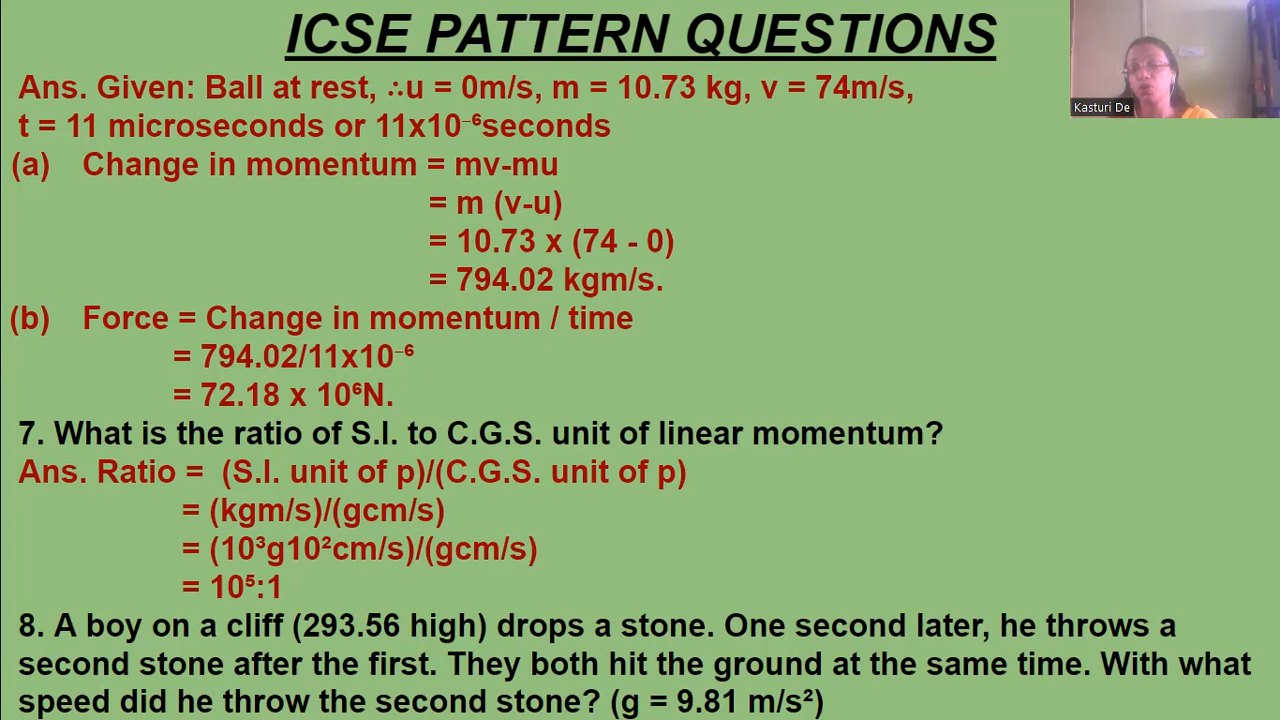 ICSE PATTERN QUESTIONS
Kasturi De
Ans. Given: Ball at rest, ∴u = 0m/s, m = 10.73 kg, v = 74m/s,
t = 11 microseconds or 11x10⁻⁶seconds
(a) Change in momentum = mv-mu
= m (v-u)
= 10.73 x (74 - 0)
= 794.02 kgm/s.
(b) Force = Change in momentum / time
= 794.02/11x10⁻⁶
= 72.18 x 10⁶N.
7. What is the ratio of S.I. to C.G.S. unit of linear momentum?
Ans. Ratio = (S.I. unit of p)/(C.G.S. unit of p)
= (kgm/s)/(gcm/s)
= (10³g10²cm/s)/(gcm/s)
= 10⁵:1
8. A boy on a cliff (293.56 high) drops a stone. One second later, he throws a
second stone after the first. They both hit the ground at the same time. With what
speed did he throw the second stone? (g = 9.81 m/s²)